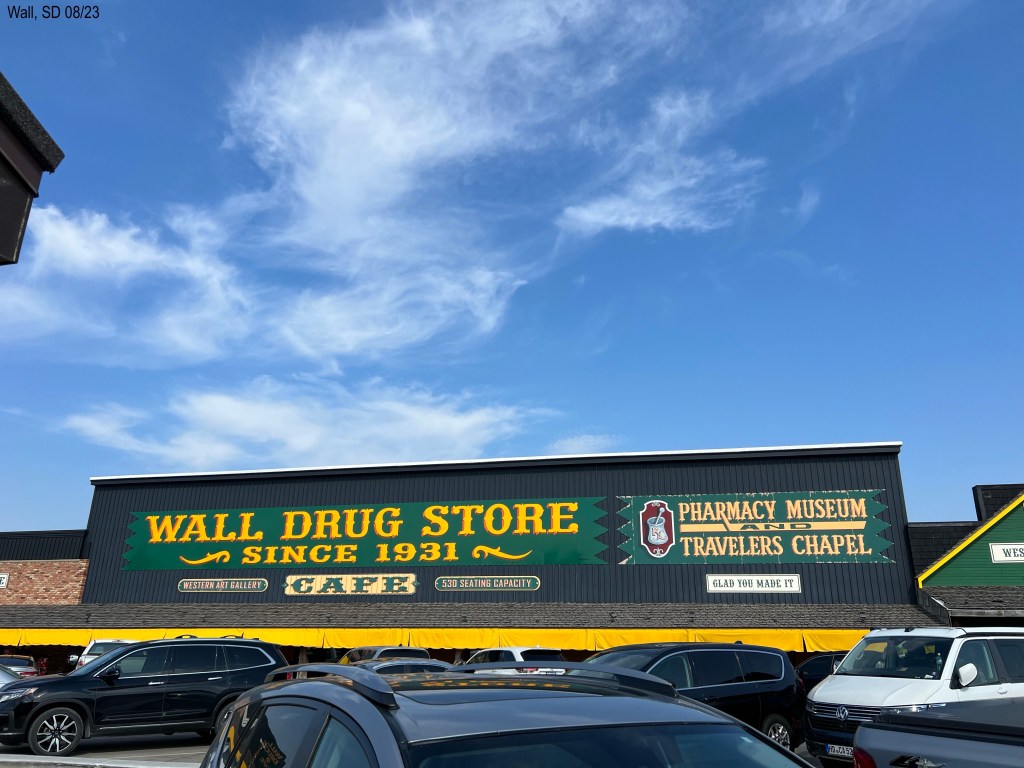 Wall, SD 08/23
WALL DRUG STORE
SINCE 1931
WESTERN ART GALLERY
CAFE
530 SEATING CAPACITY
PHARMACY MUSEUM
AND
TRAVELERS CHAPEL
GLAD YOU MADE IT
WES